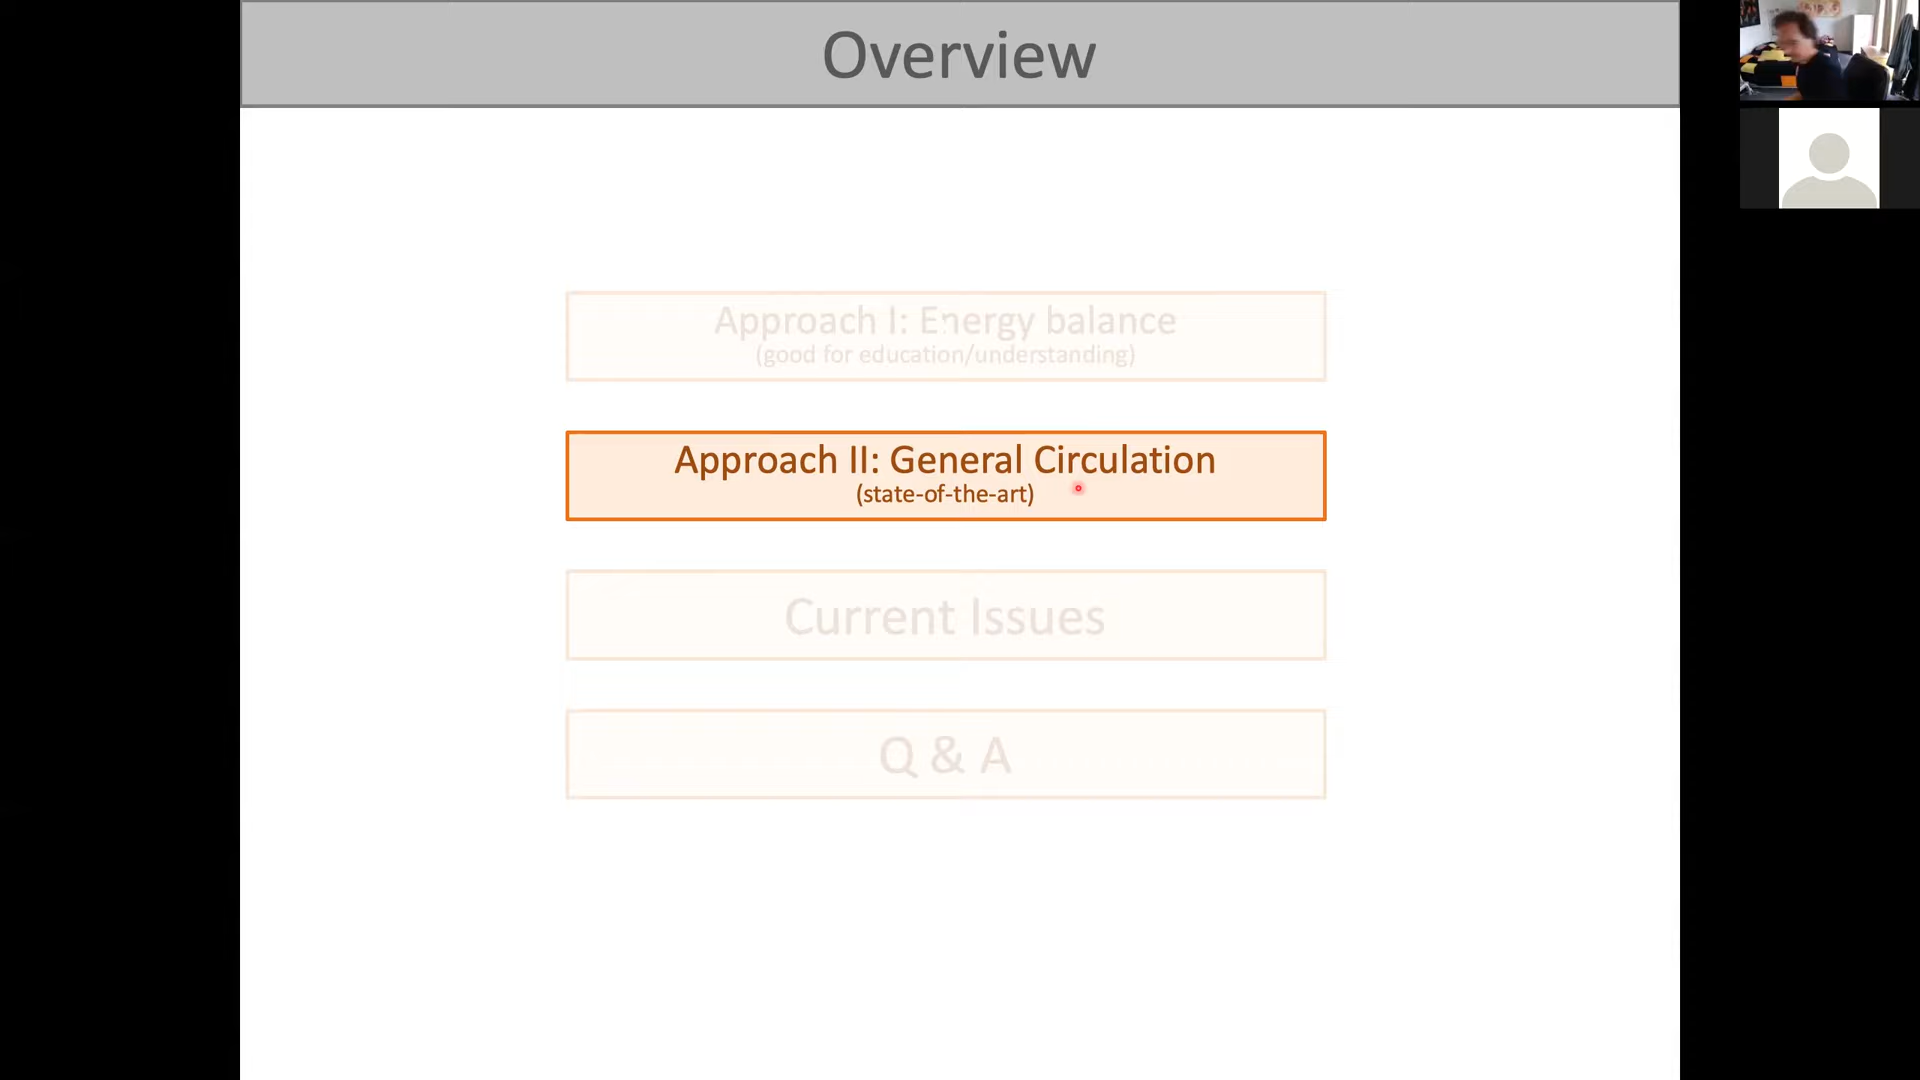 Overview
Approach I: Energy balance
(good for education/understanding)
Approach II: General Circulation
(state-of-the-art)
Current Issues
Q & A